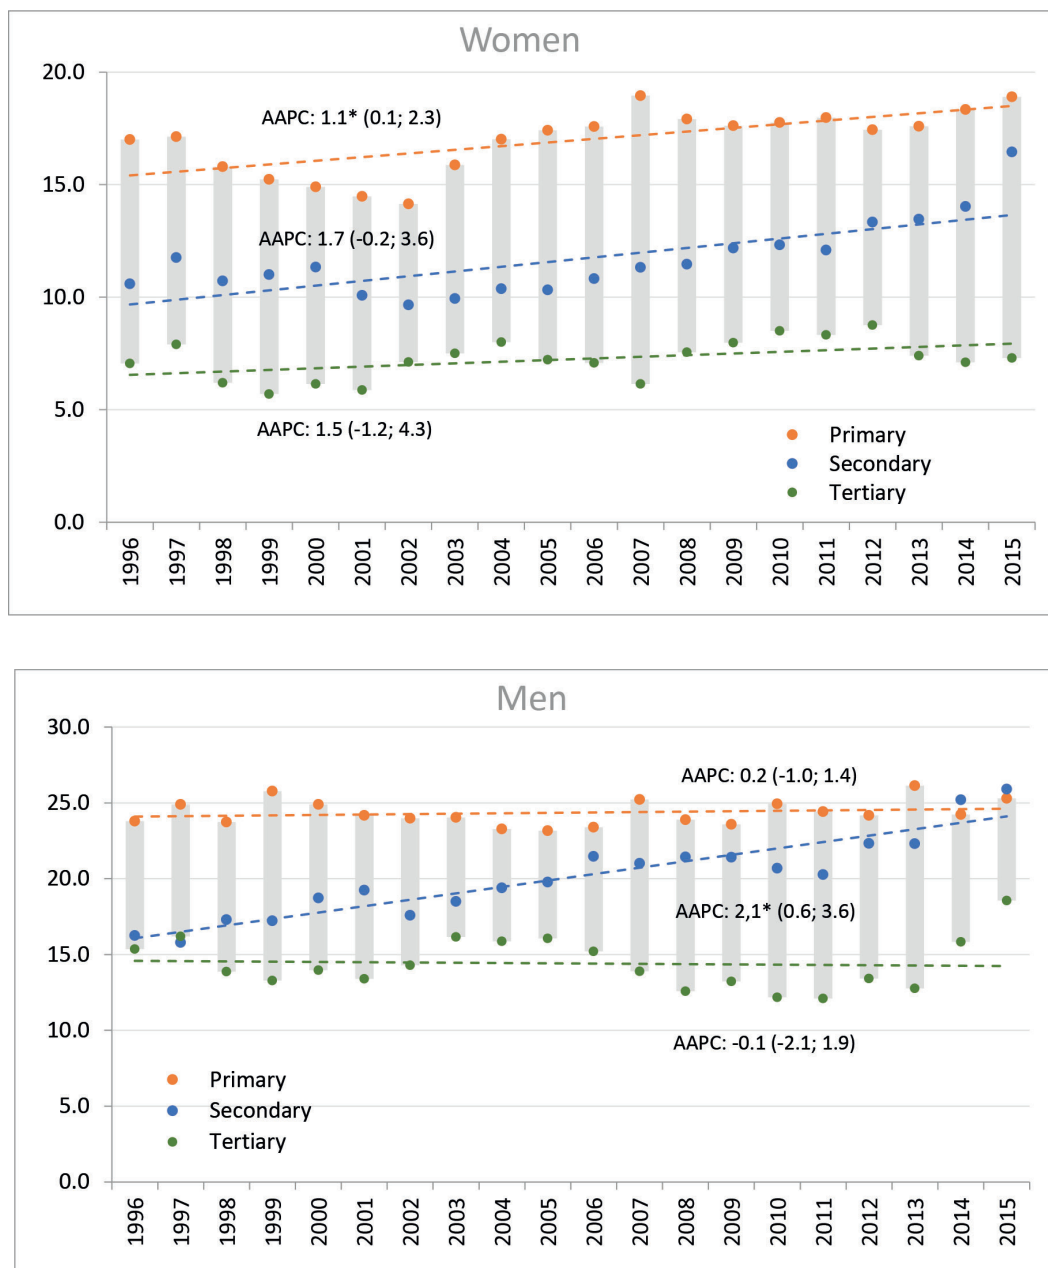 Women
20.0
AAPC: 1.1* (0.1; 2.3)
15.0
AAPC: 1.7 (-0.2; 3.6)
10.0
5.0
AAPC: 1.5 (-1.2; 4.3)
Primary
Secondary
Tertiary
0.0
1996 1997 1998 1999 2000 2001 2002 2003 2004 2005 2006 2007 2008 2009 2010 2011 2012 2013 2014 2015
Men
30.0
AAPC: 0.2 (-1.0; 1.4)
25.0
20.0
AAPC: 2,1* (0.6; 3.6)
15.0
10.0
AAPC: -0.1 (-2.1; 1.9)
Primary
5.0
Secondary
Tertiary
0.0
1996 1997 1998 1999 2000 2001 2002 2003 2004 2005 2006 2007 2008 2009 2010 2011 2012 2013 2014 2015